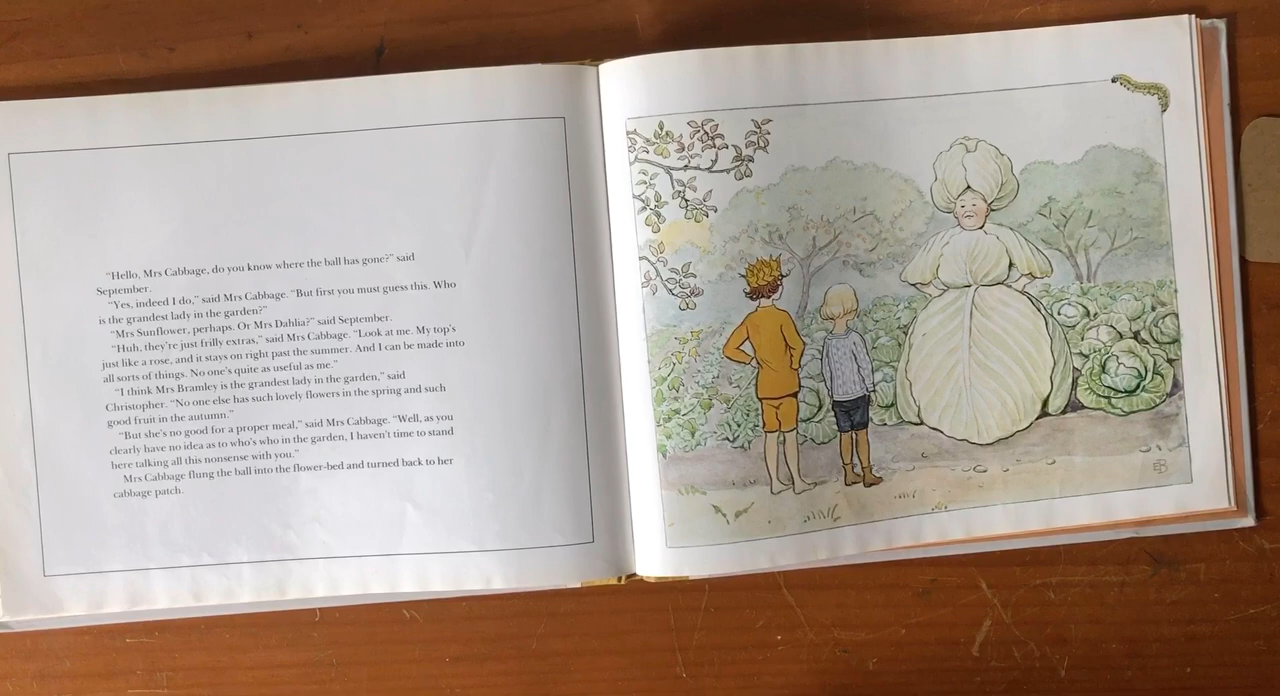 “Hello, Mrs Cabbage, do you know where the ball has gone?” said
September.
“Yes, indeed I do,” said Mrs Cabbage. “But first you must guess this. Who
is the grandest lady in the garden?”
“Mrs Sunflower, perhaps. Or Mrs Dahlia?” said September.
“Huh, they’re just frilly extras,” said Mrs Cabbage. “Look at me. My top’s
just like a rose, and it stays on right past the summer. And I can be made into
all sorts of things. No one’s quite as useful as me.”
“I think Mrs Bramley is the grandest lady in the garden,” said
Christopher. “No one else has such lovely flowers in the spring and such
good fruit in the autumn.”
“But she’s no good for a proper meal,” said Mrs Cabbage. “Well, as you
clearly have no idea as to who’s who in the garden, I haven’t time to stand
here talking all this nonsense with you.”
Mrs Cabbage flung the ball into the flower-bed and turned back to her
cabbage patch.
EB